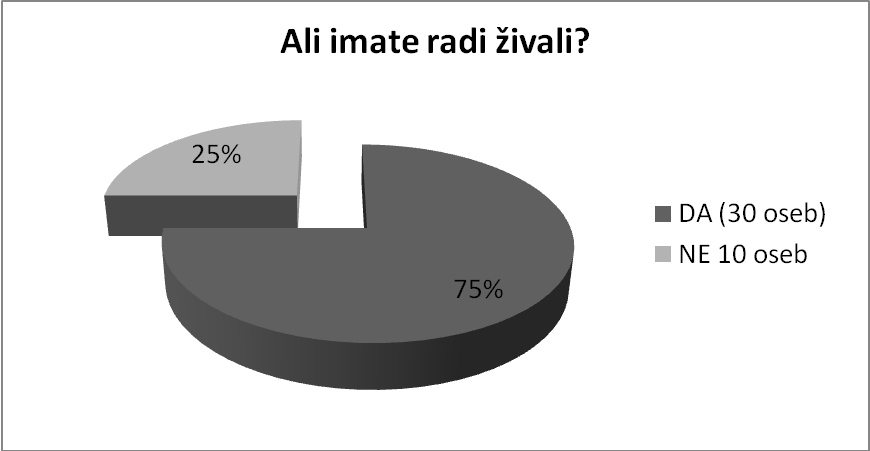 Ali imate radi živali?
25%
75%
DA (30 oseb)
NE 10 oseb